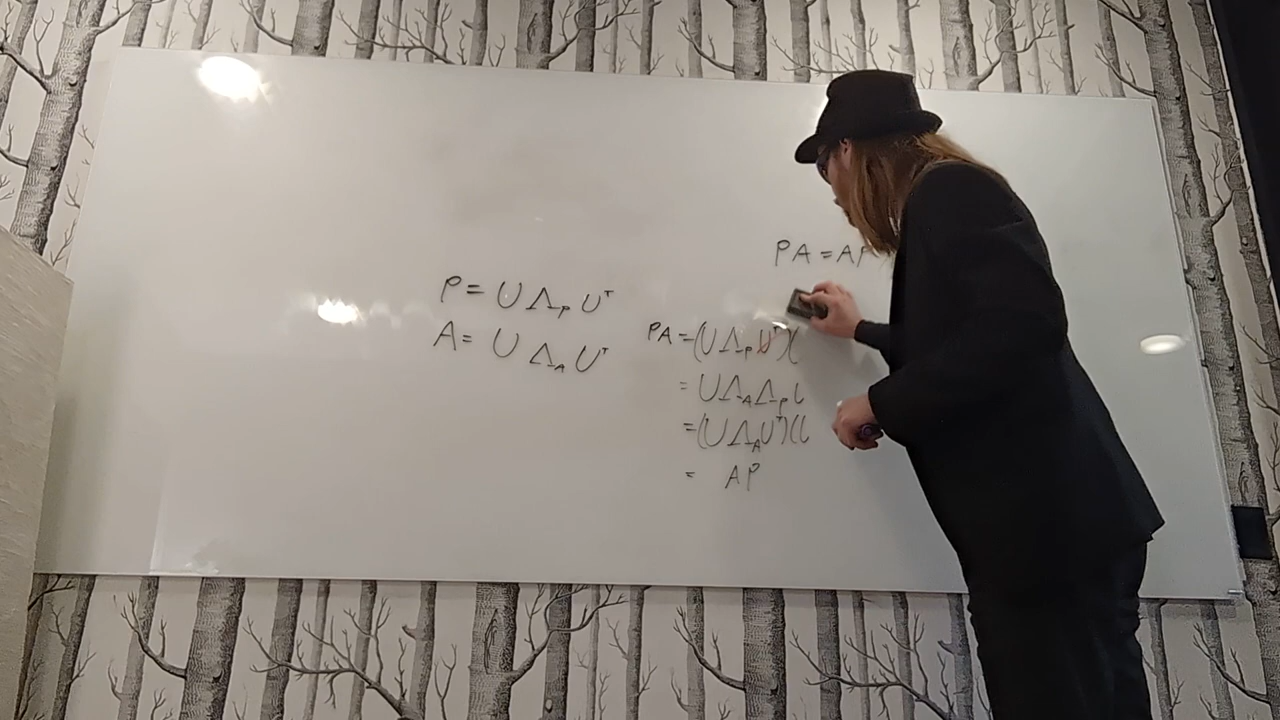 PA = AP
P = U Λ_P U^T
A = U Λ_A U^T
PA = (U Λ_P U^T)(
= U Λ_A Λ_P U
= (U Λ_A U^T)(U
= AP